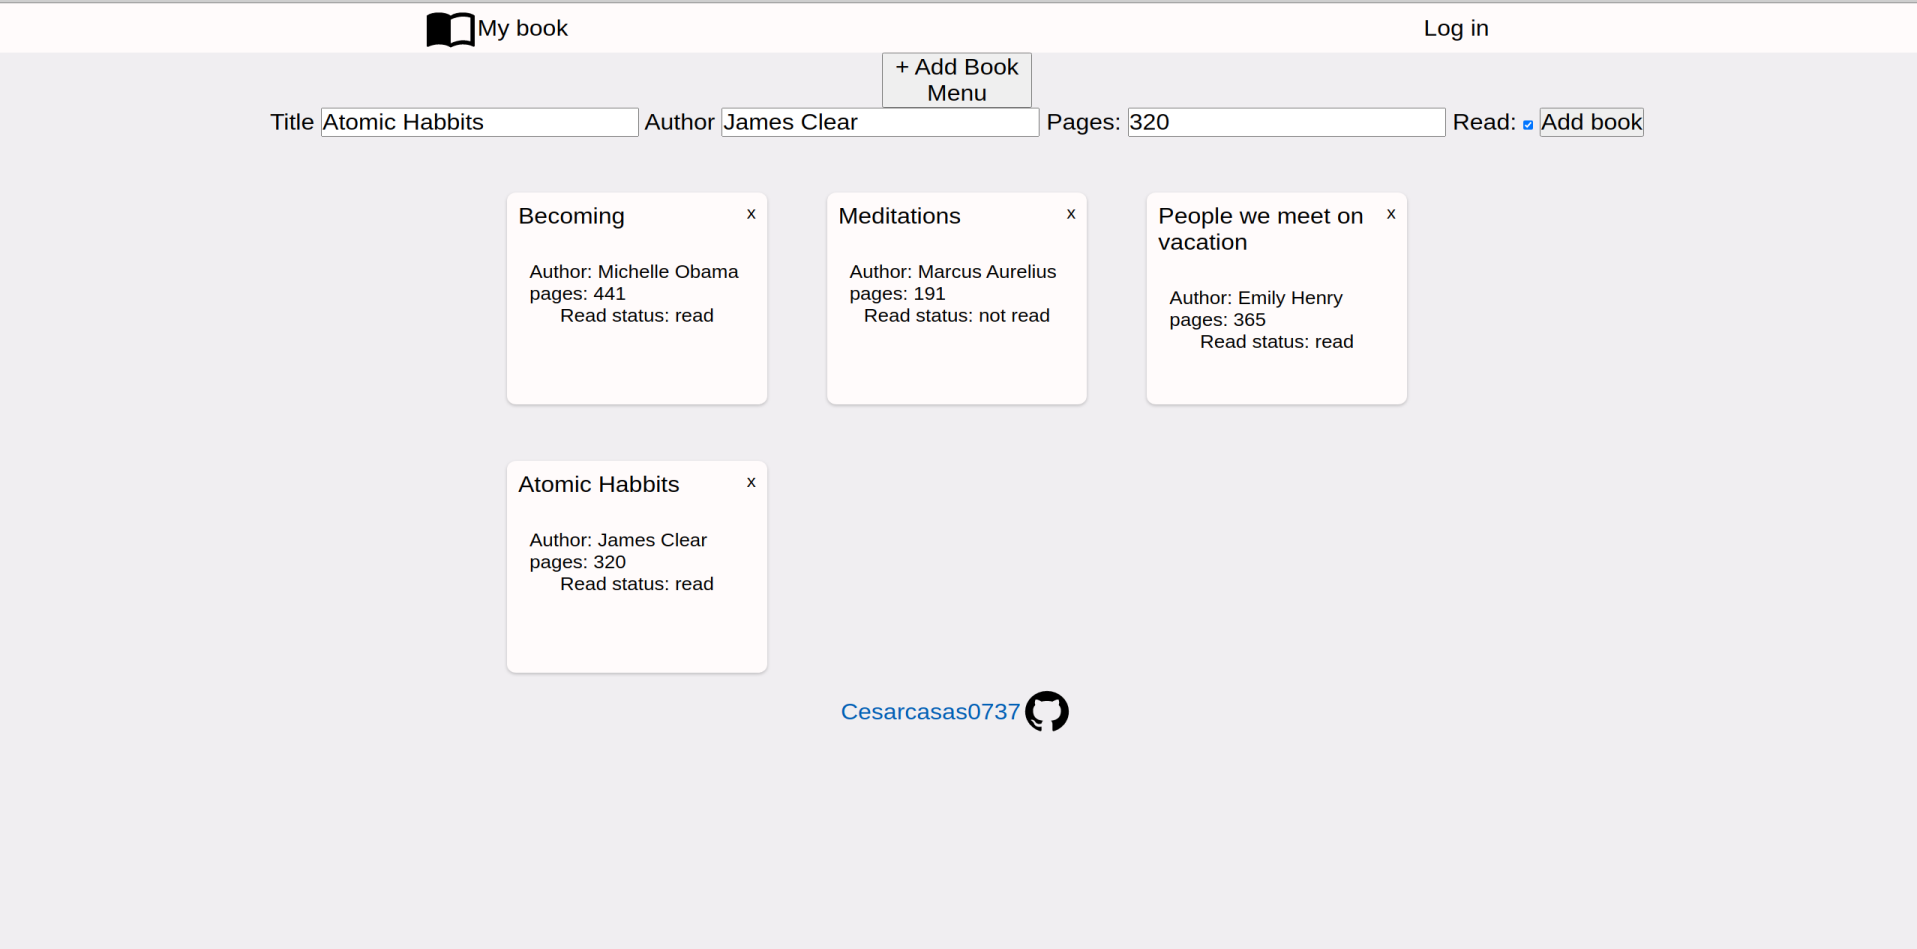 My book
Log in
+ Add Book
Menu
Title Atomic Habbits Author James Clear Pages: 320 Read: Add book
Becoming x
Author: Michelle Obama
pages: 441
Read status: read
Meditations x
Author: Marcus Aurelius
pages: 191
Read status: not read
People we meet on x
vacation
Author: Emily Henry
pages: 365
Read status: read
Atomic Habbits x
Author: James Clear
pages: 320
Read status: read
Cesarcasas0737